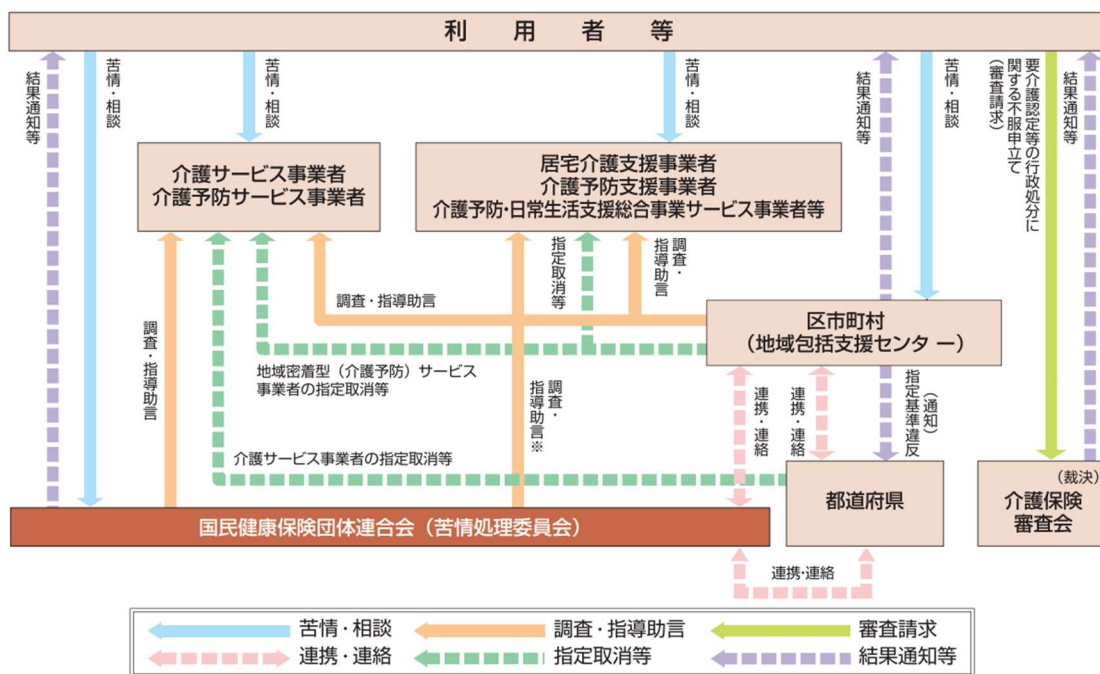 利用者等
結果通知等
苦情・相談
苦情・相談
苦情・相談
結果通知等
苦情・相談
要介護認定等の行政処分に
関する不服申立て
(審査請求)
結果通知等
介護サービス事業者
介護予防サービス事業者
居宅介護支援事業者
介護予防支援事業者
介護予防・日常生活支援総合事業サービス事業者等
指定取消等
調査・
指導助言
調査・指導助言
区市町村
(地域包括支援センター)
調査・指導助言
地域密着型(介護予防)サービス
事業者の指定取消等
調査・
指導助言※
連携・連絡
連携・連絡
(通知)
指定基準違反
介護サービス事業者の指定取消等
都道府県
(裁決)
介護保険
審査会
国民健康保険団体連合会(苦情処理委員会)
連携・連絡
苦情・相談
調査・指導助言
審査請求
連携・連絡
指定取消等
結果通知等